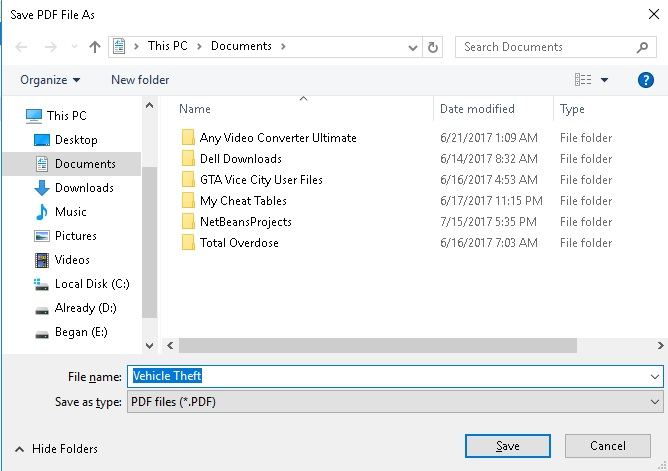 Save PDF File As
This PC > Documents >
Search Documents
Organize
New folder
?
Name
Date modified
Type
This PC
Desktop
Documents
Downloads
Music
Pictures
Videos
Local Disk (C:)
Already (D:)
Began (E:)
Any Video Converter Ultimate 6/21/2017 1:09 AM File folder
Dell Downloads 6/14/2017 8:32 AM File folder
GTA Vice City User Files 6/16/2017 4:53 AM File folder
My Cheat Tables 6/17/2017 11:15 PM File folder
NetBeansProjects 7/15/2017 5:35 PM File folder
Total Overdose 6/16/2017 7:03 AM File folder
File name: Vehicle Theft
Save as type: PDF files (*.PDF)
Hide Folders
Save
Cancel